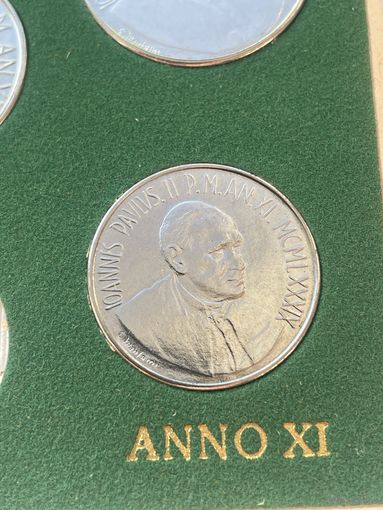 IOANNES PAVLVS. II P. M. AN. XI MCMLXXXIX
ANNO XI